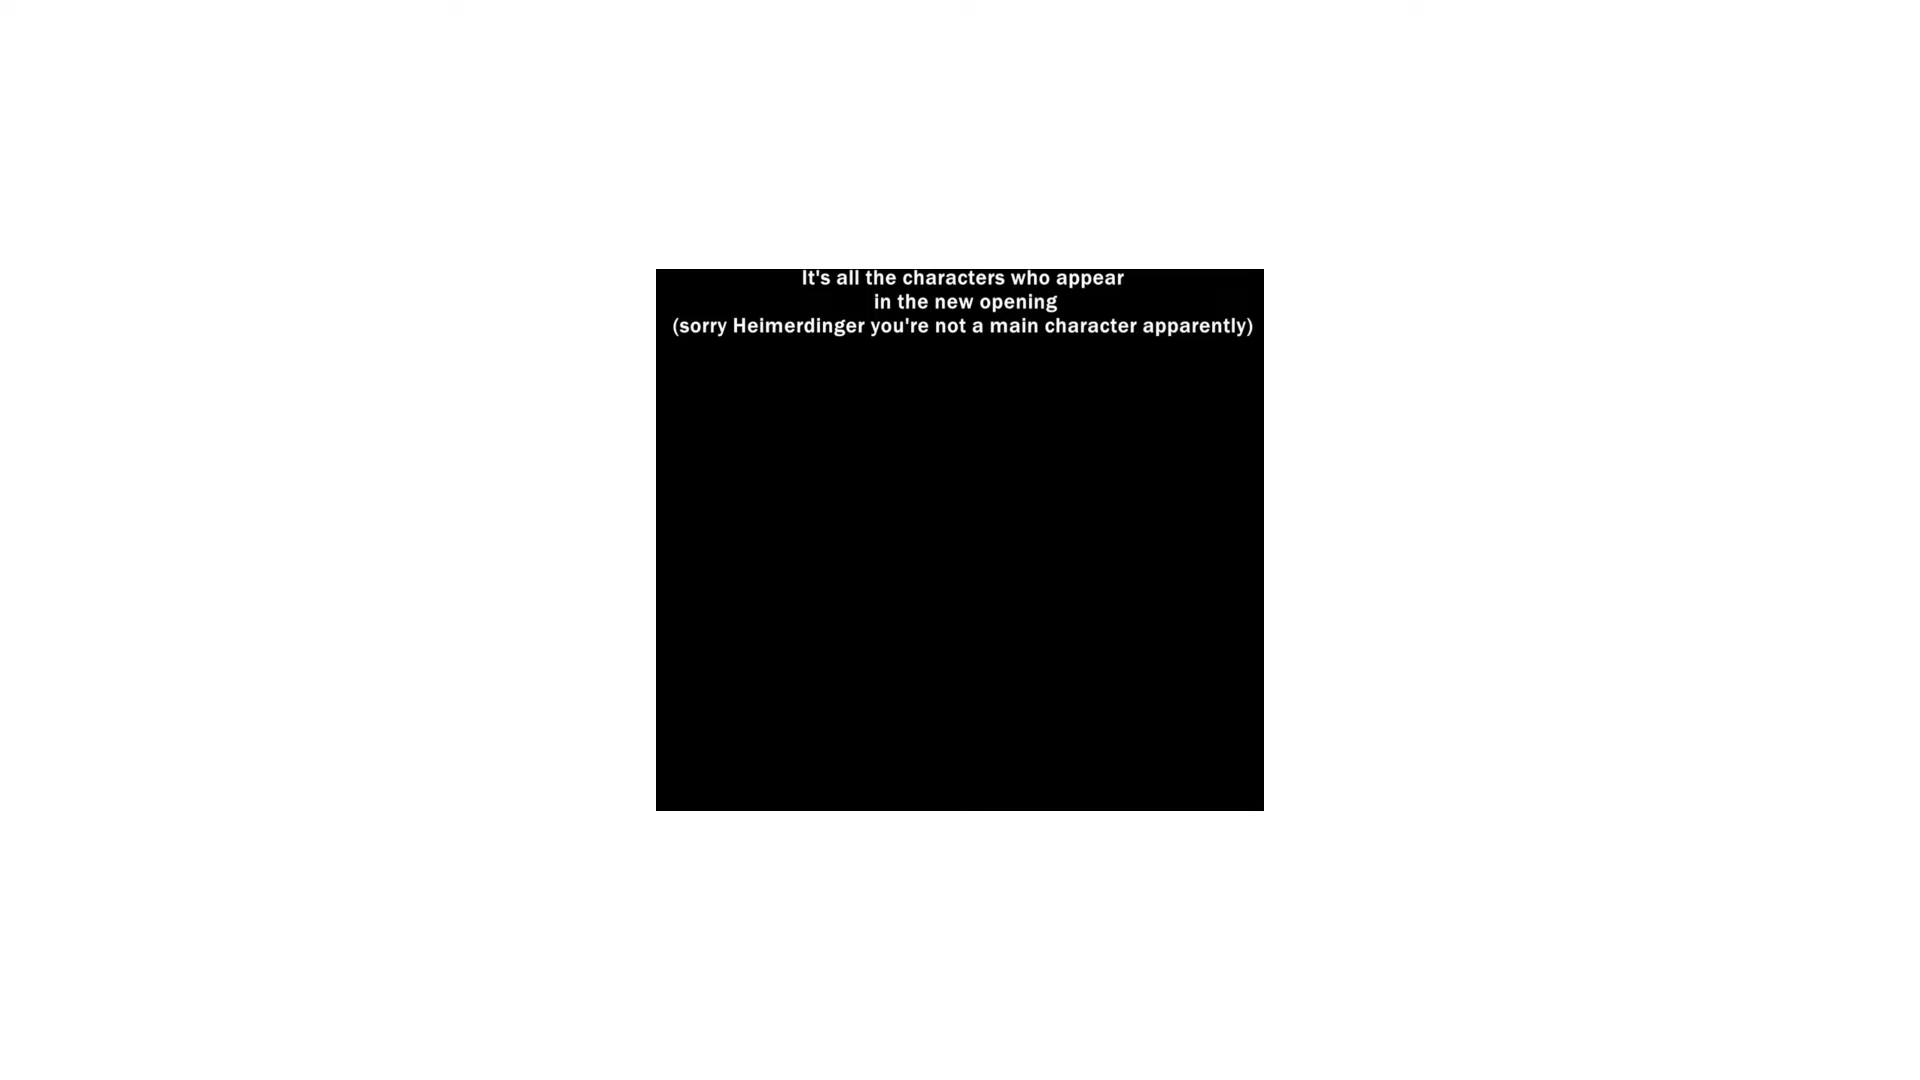 It's all the characters who appear
in the new opening
(sorry Heimerdinger you're not a main character apparently)